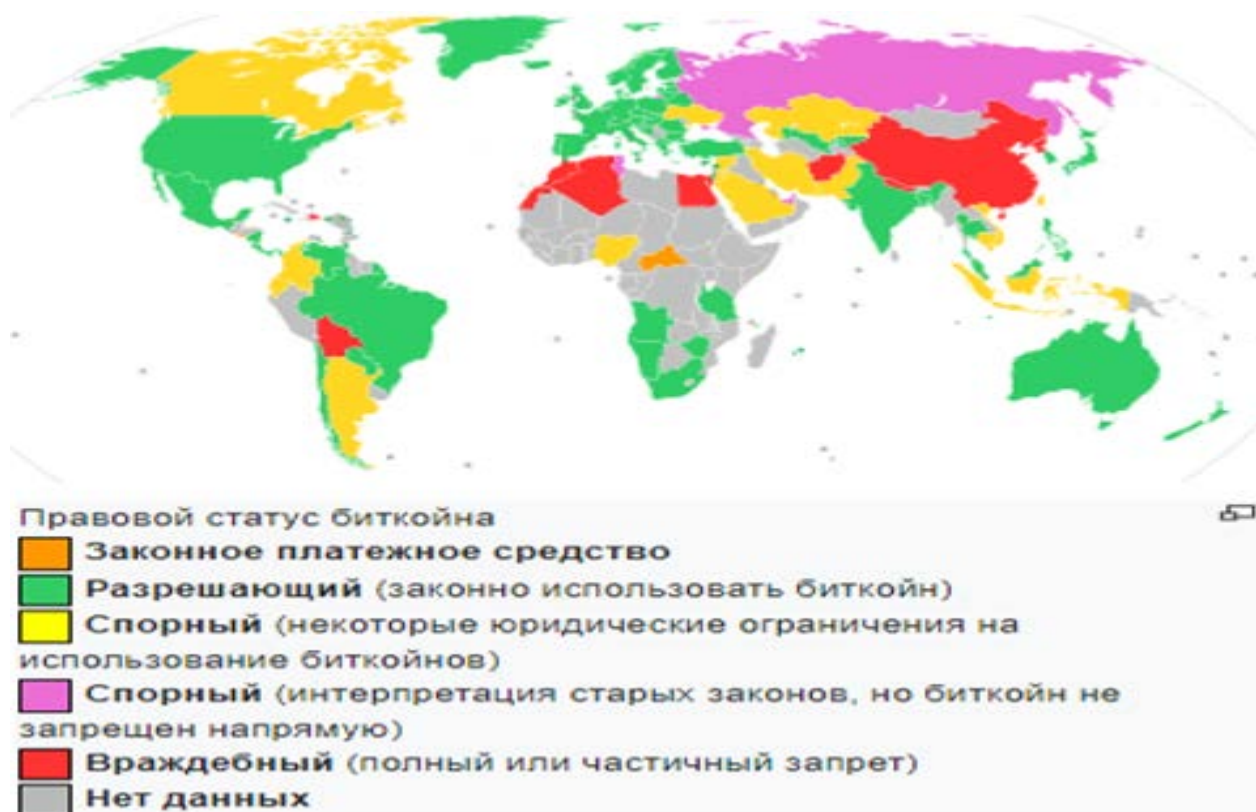 Правовой статус биткойна
Законное платежное средство
Разрешающий (законно использовать биткойн)
Спорный (некоторые юридические ограничения на
использование биткойнов)
Спорный (интерпретация старых законов, но биткойн не
запрещен напрямую)
Враждебный (полный или частичный запрет)
Нет данных